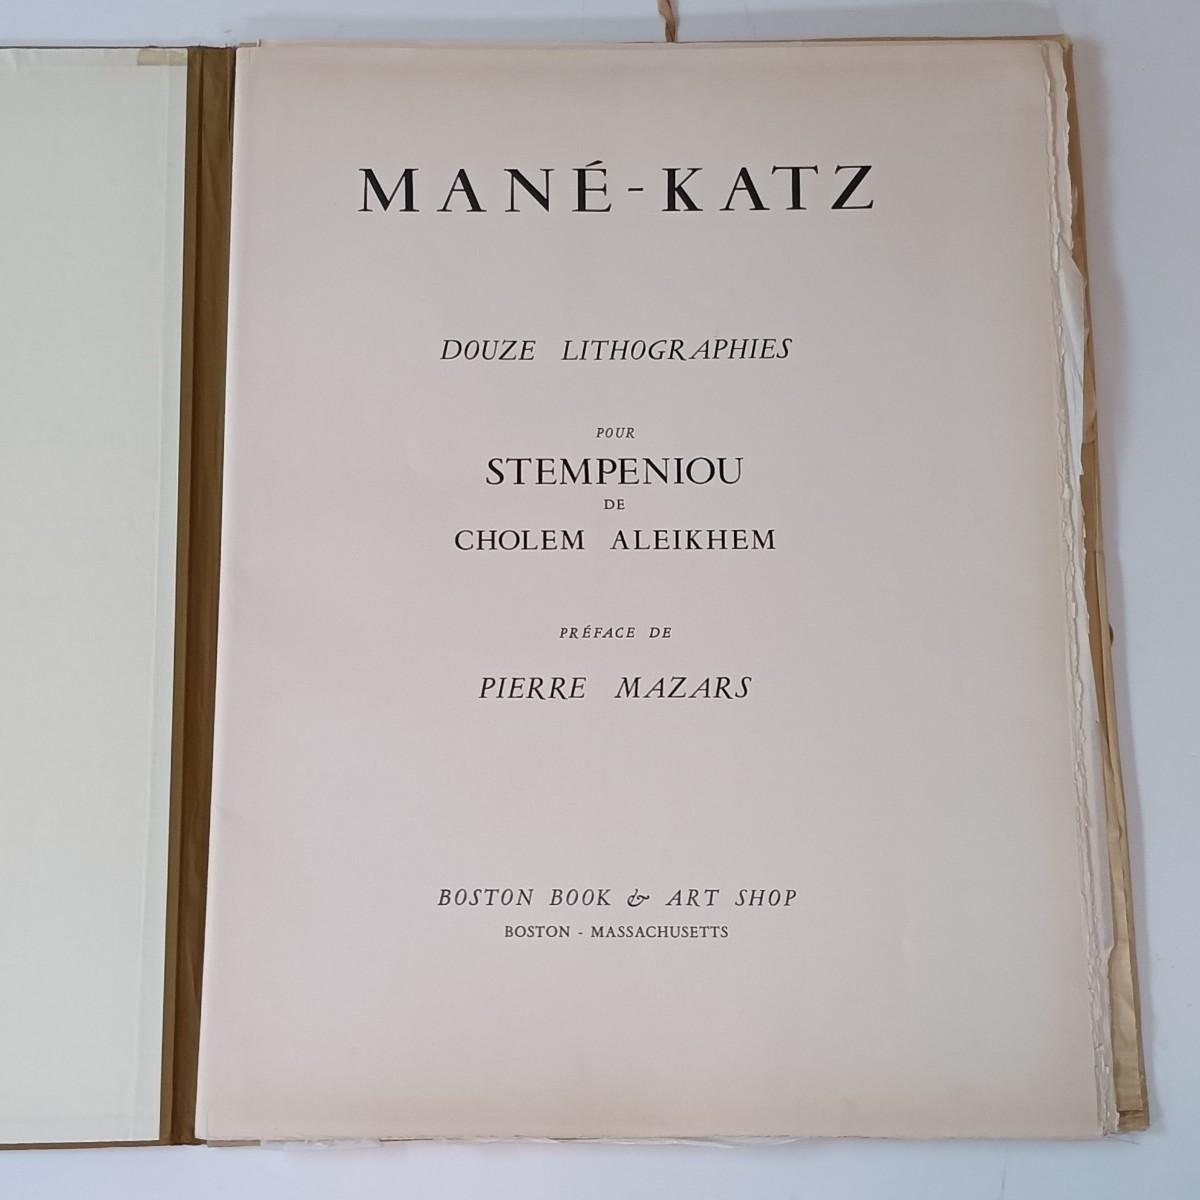 MANÉ-KATZ
DOUZE LITHOGRAPHIES
POUR
STEMPENIOU
DE
CHOLEM ALEIKHEM
PRÉFACE DE
PIERRE MAZARS
BOSTON BOOK & ART SHOP
BOSTON - MASSACHUSETTS